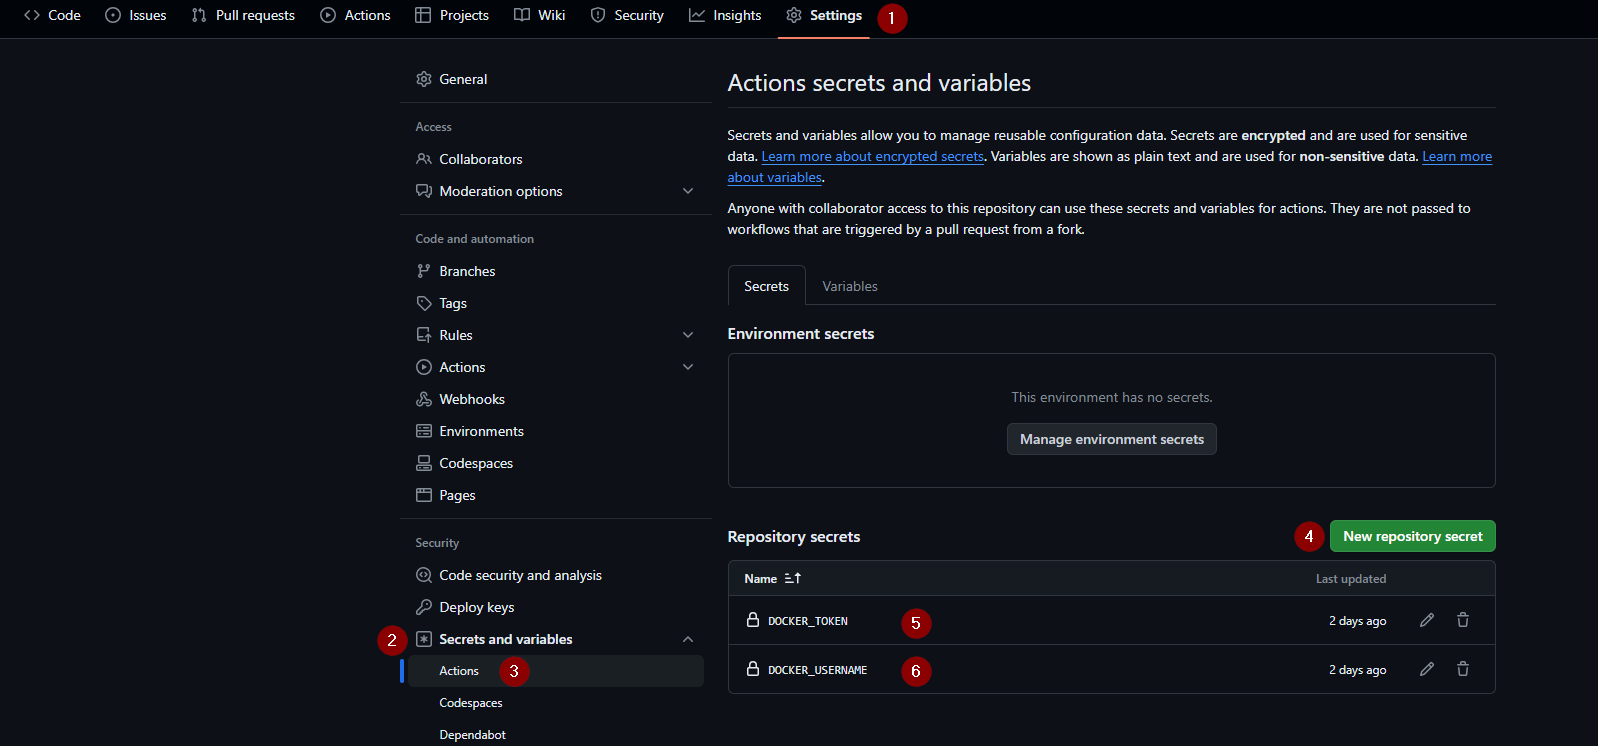 Code Issues Pull requests Actions Projects Wiki Security Insights Settings 1
General
Access
Collaborators
Moderation options
Code and automation
Branches
Tags
Rules
Actions
Webhooks
Environments
Codespaces
Pages
Security
Code security and analysis
Deploy keys
2 Secrets and variables
Actions 3
Codespaces
Dependabot
Actions secrets and variables
Secrets and variables allow you to manage reusable configuration data. Secrets are encrypted and are used for sensitive
data. Learn more about encrypted secrets. Variables are shown as plain text and are used for non-sensitive data. Learn more
about variables.
Anyone with collaborator access to this repository can use these secrets and variables for actions. They are not passed to
workflows that are triggered by a pull request from a fork.
Secrets Variables
Environment secrets
This environment has no secrets.
Manage environment secrets
Repository secrets 4 New repository secret
Name Last updated
DOCKER_TOKEN 5 2 days ago
DOCKER_USERNAME 6 2 days ago